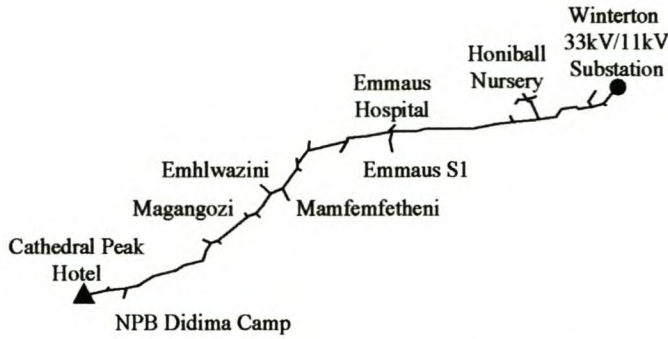 Winterton
33kV/11kV
Substation
Honiball
Nursery
Emmaus
Hospital
Emmaus S1
Emhlwazini
Magangozi
Mamfemfetheni
Cathedral Peak
Hotel
NPB Didima Camp